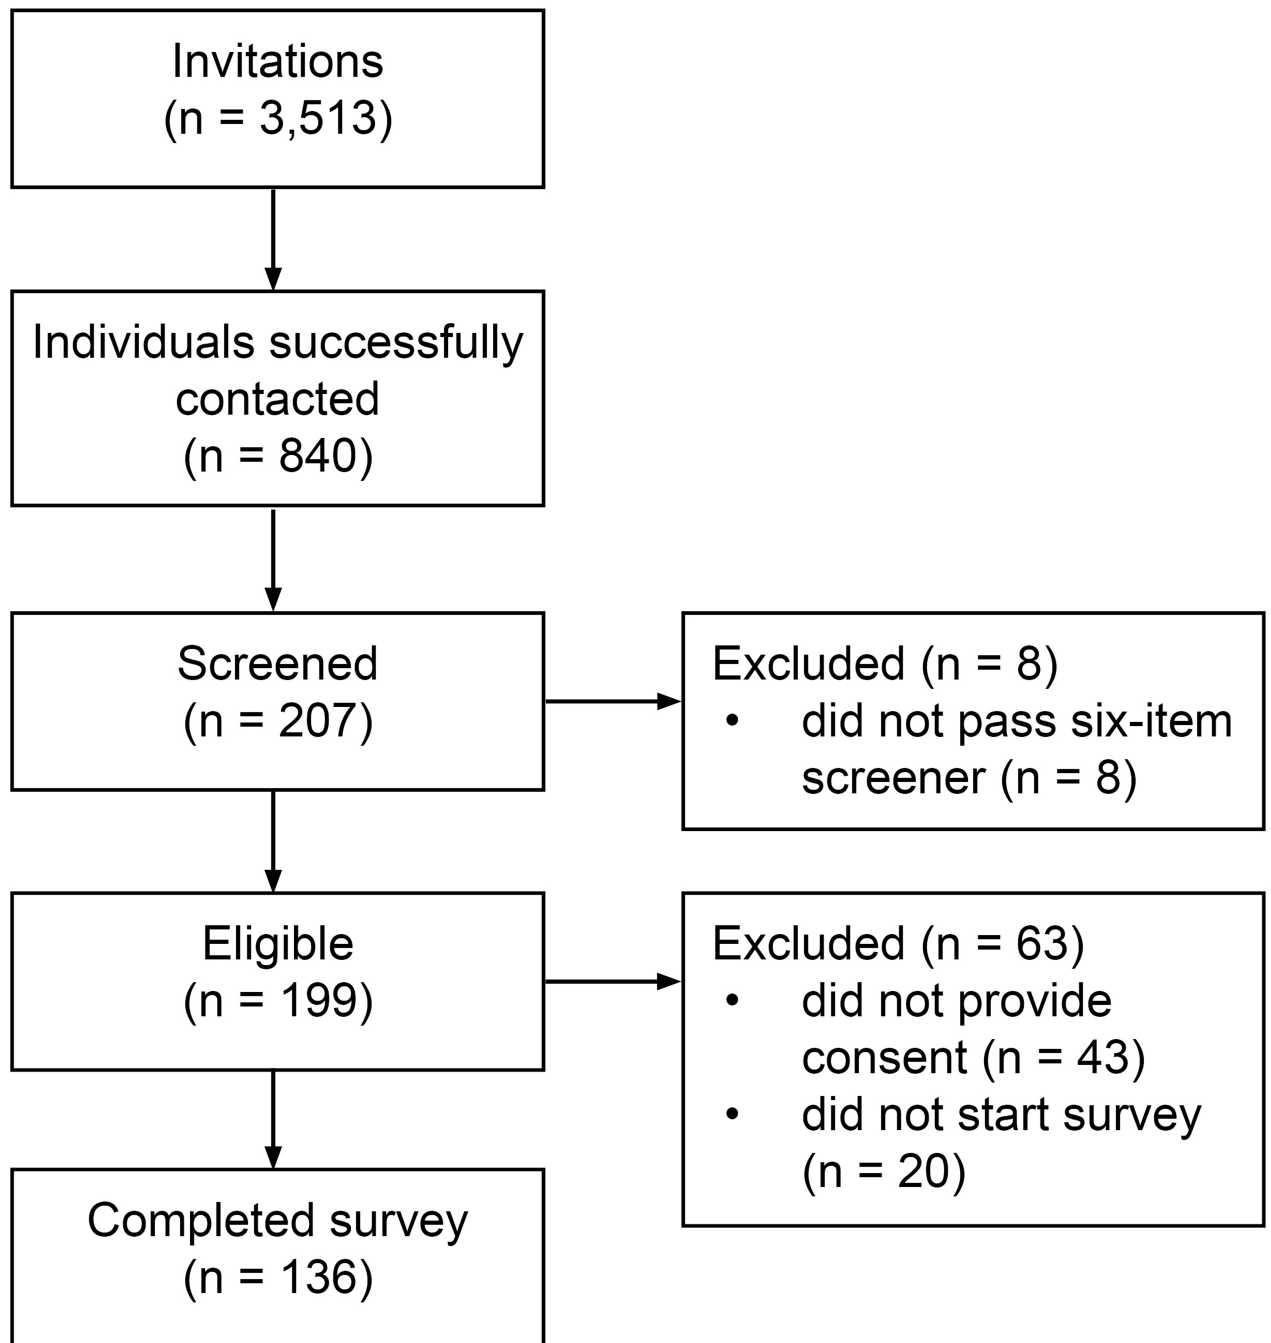 Invitations
(n = 3,513)
Individuals successfully
contacted
(n = 840)
Screened
(n = 207)
Excluded (n = 8)
• did not pass six-item
screener (n = 8)
Eligible
(n = 199)
Excluded (n = 63)
• did not provide
consent (n = 43)
• did not start survey
(n = 20)
Completed survey
(n = 136)